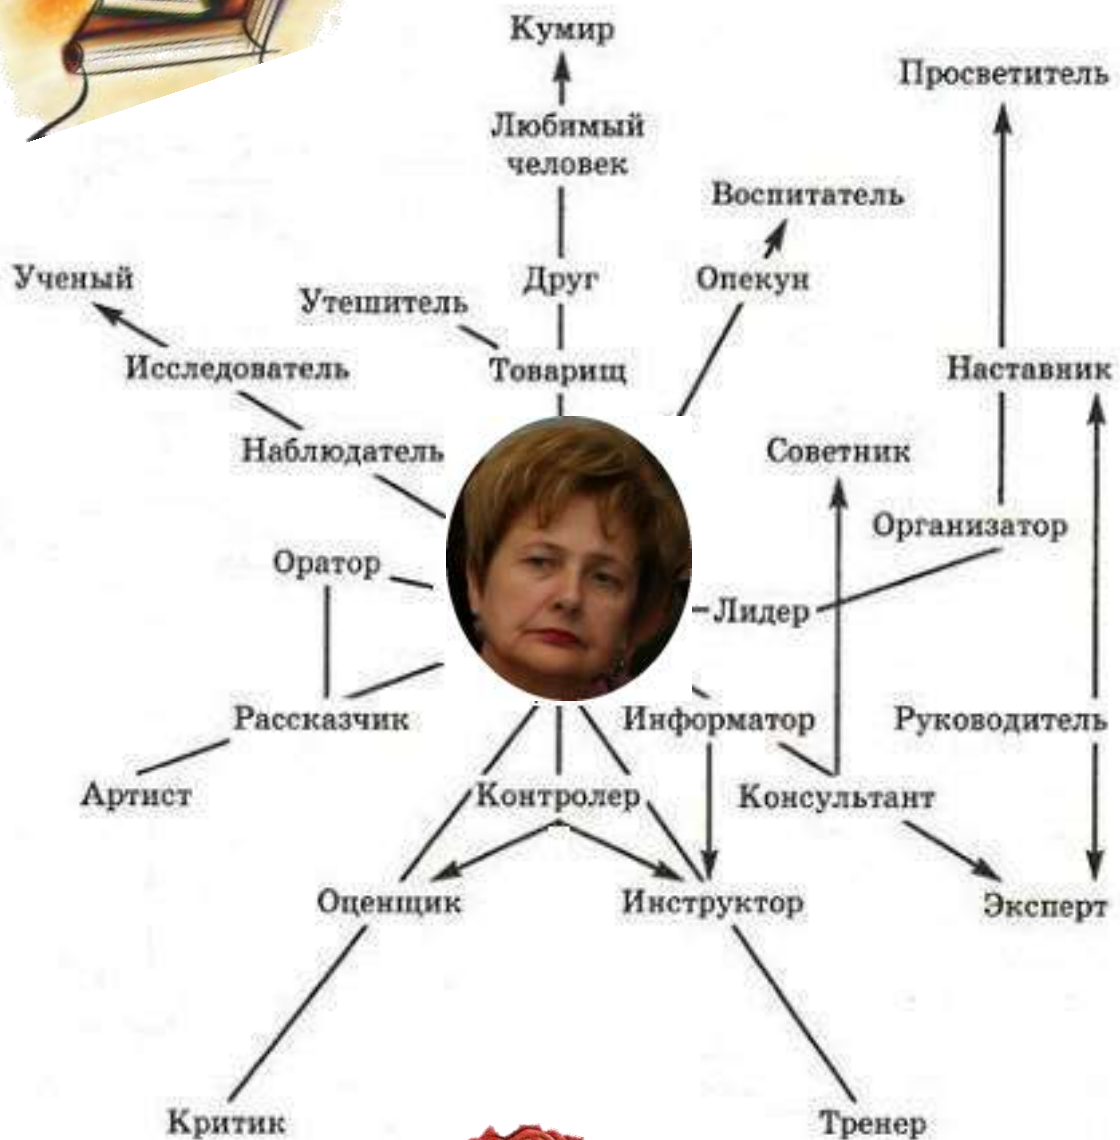 Кумир
Просветитель
Любимый
человек
Воспитатель
Ученый
Утешитель
Друг
Опекун
Исследователь
Товарищ
Наставник
Наблюдатель
Советник
Организатор
Оратор
Лидер
Рассказчик
Информатор
Руководитель
Артист
Контролер
Консультант
Оценщик
Инструктор
Эксперт
Критик
Тренер